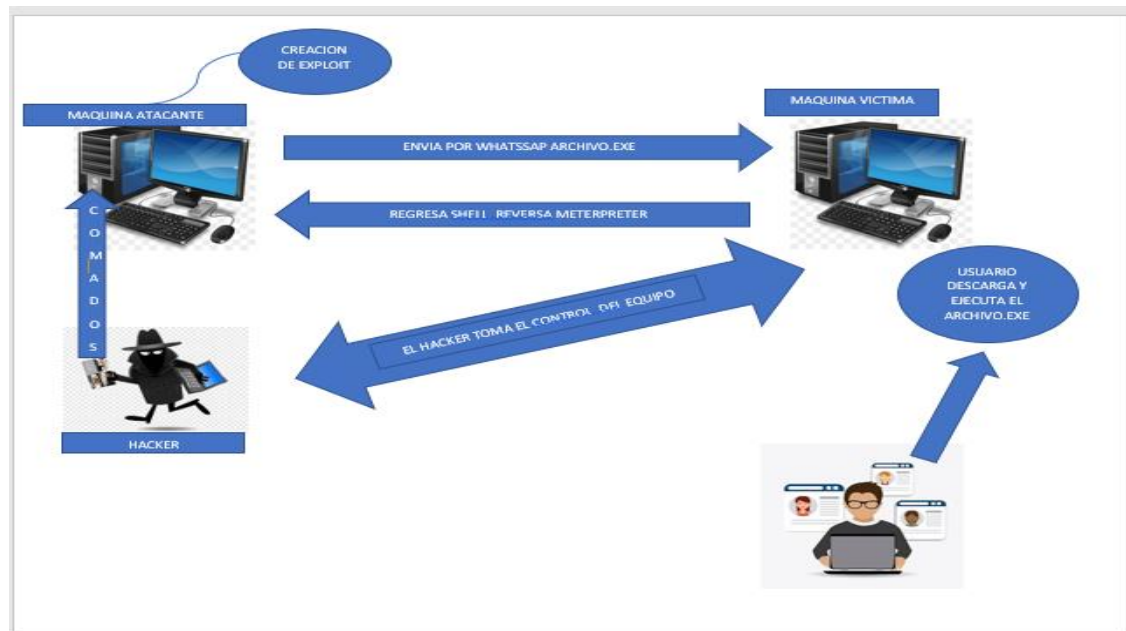 CREACION
DE EXPLOIT
MAQUINA ATACANTE
MAQUINA VICTIMA
ENVIA POR WHATSSAP ARCHIVO.EXE
REGRESA SHELL REVERSA METERPRETER
C
O
M
A
D
O
S
USUARIO
DESCARGA Y
EJECUTA EL
ARCHIVO.EXE
EL HACKER TOMA EL CONTROL DEL EQUIPO
HACKER